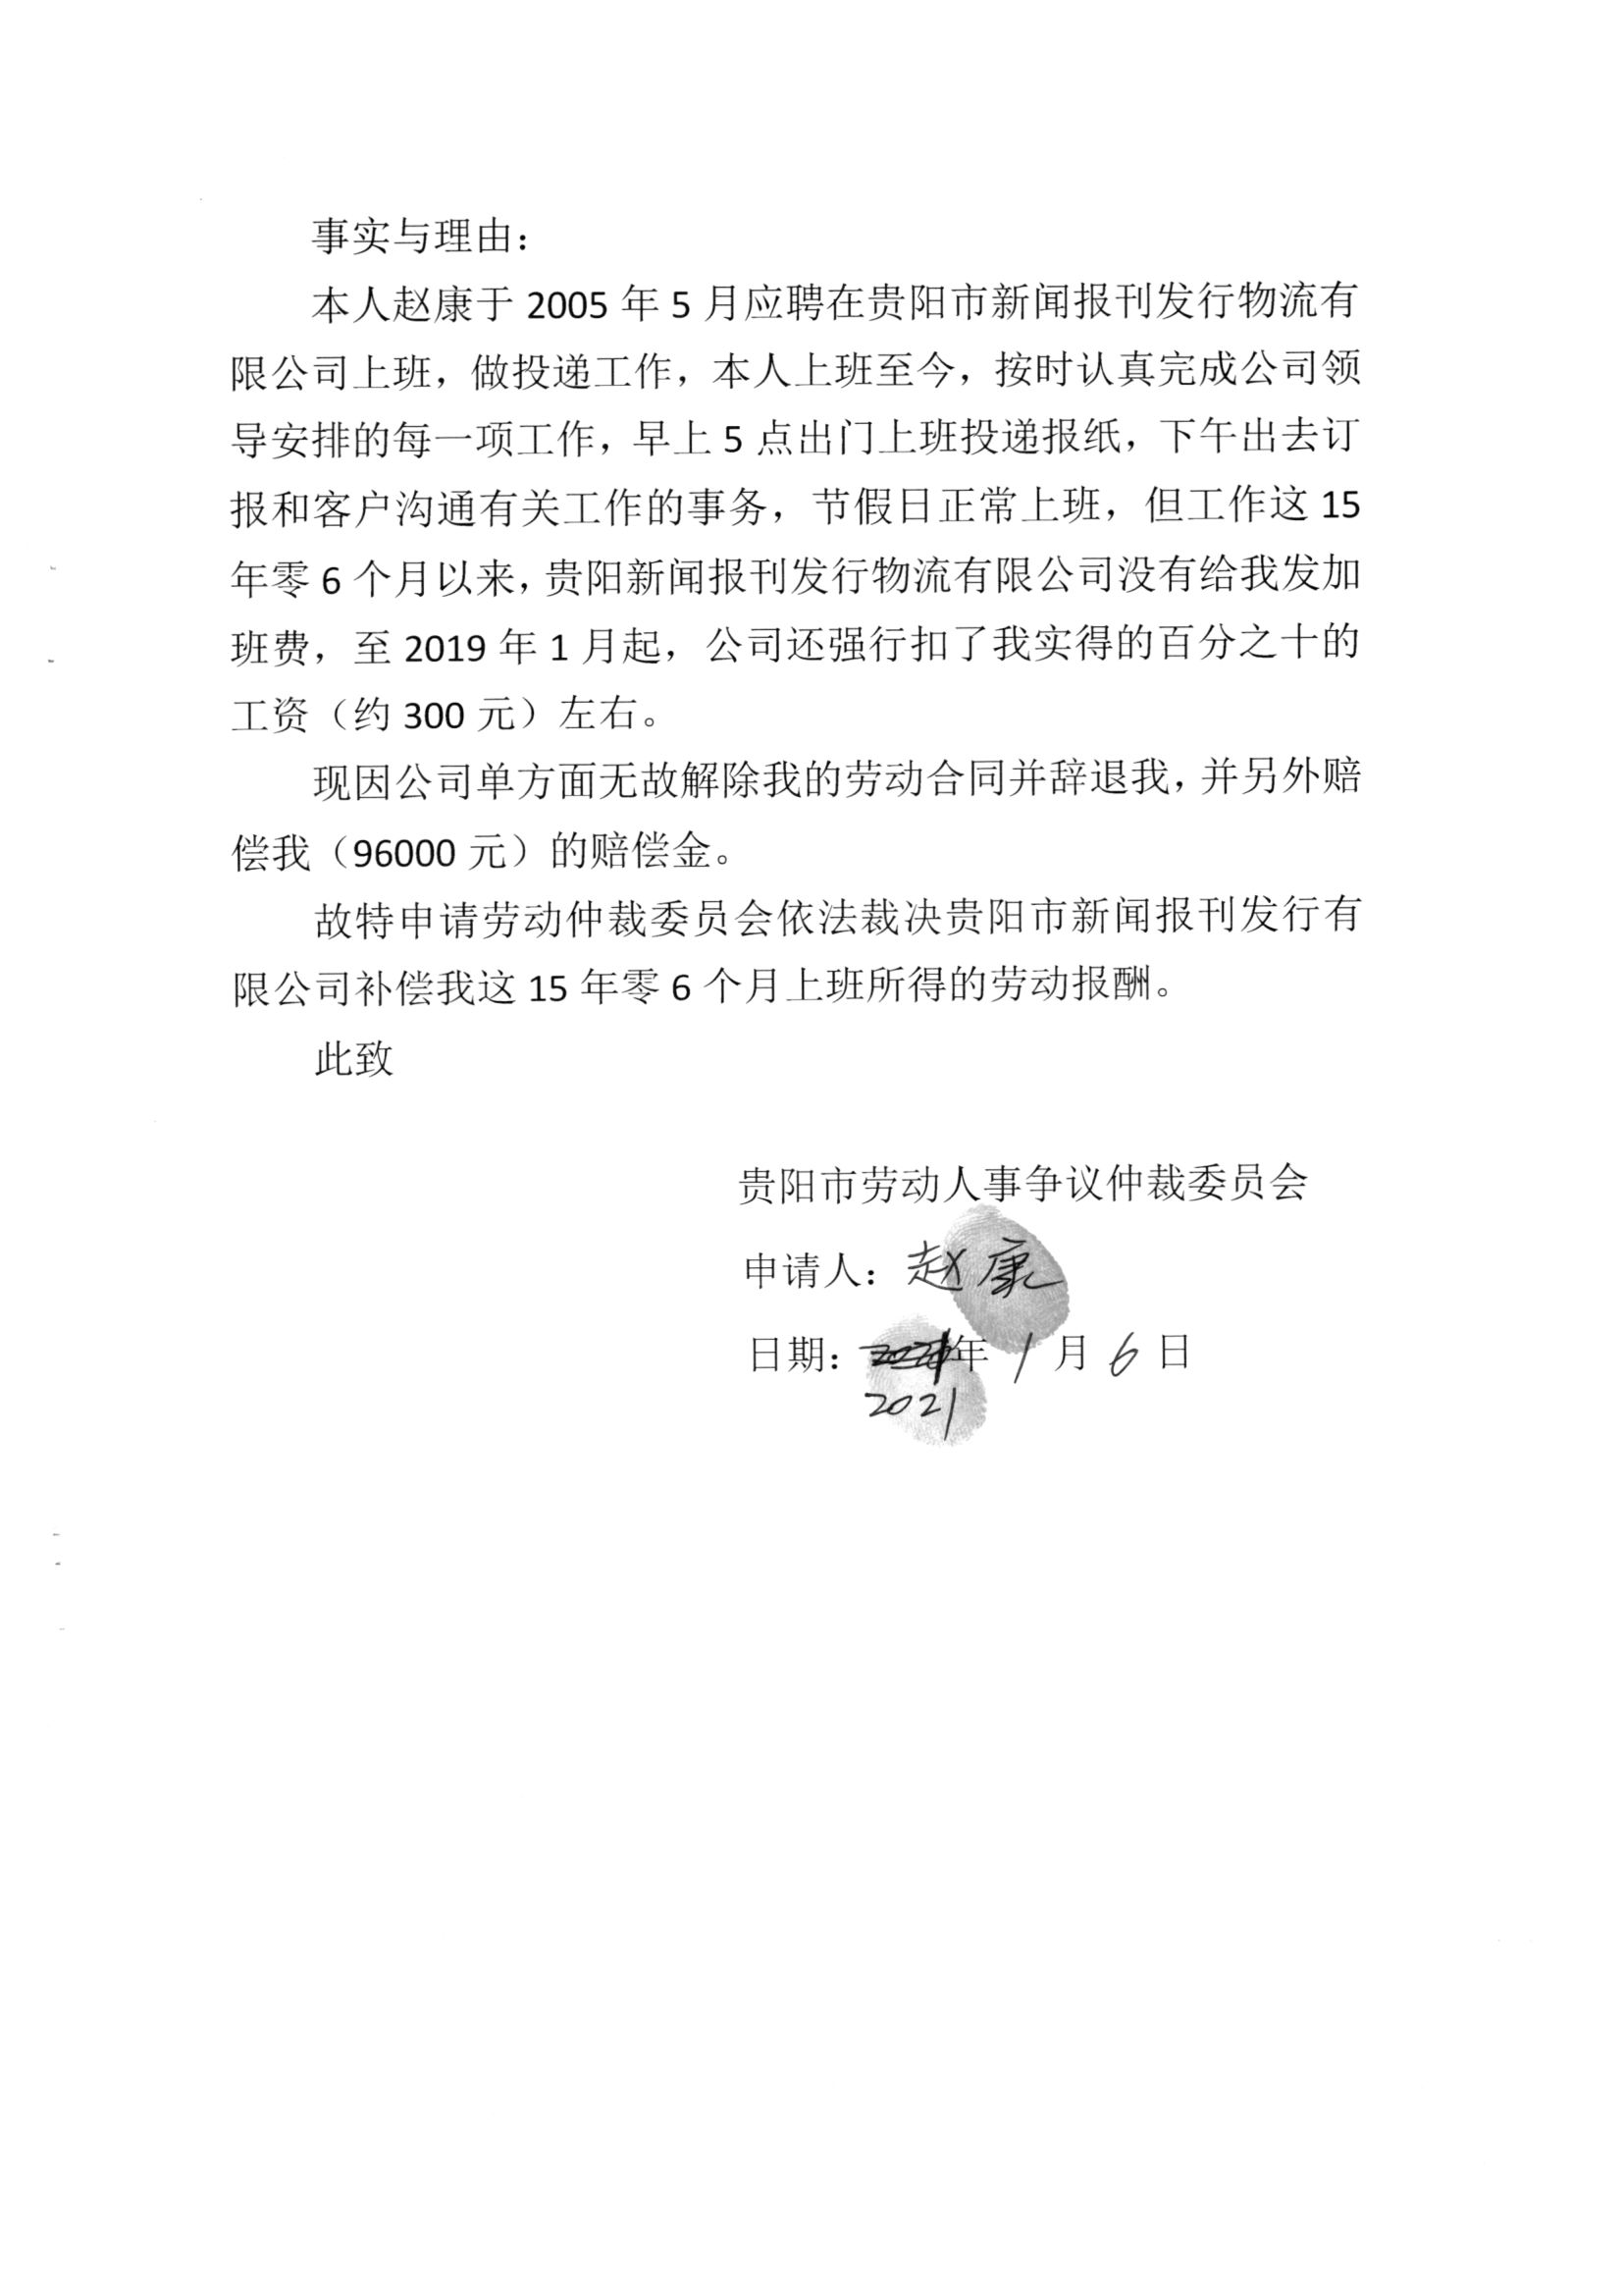 事实与理由：
本人赵康于 2005 年 5 月应聘在贵阳市新闻报刊发行物流有
限公司上班，做投递工作，本人上班至今，按时认真完成公司领
导安排的每一项工作，早上 5 点出门上班投递报纸，下午出去订
报和客户沟通有关工作的事务，节假日正常上班，但工作这 15
年零 6 个月以来，贵阳新闻报刊发行物流有限公司没有给我发加
班费，至 2019 年 1 月起，公司还强行扣了我实得的百分之十的
工资（约 300 元）左右。
现因公司单方面无故解除我的劳动合同并辞退我，并另外赔
偿我（96000 元）的赔偿金。
故特申请劳动仲裁委员会依法裁决贵阳市新闻报刊发行有
限公司补偿我这 15 年零 6 个月上班所得的劳动报酬。
此致
贵阳市劳动人事争议仲裁委员会
申请人：赵康
日期：年 1 月 6 日
2021